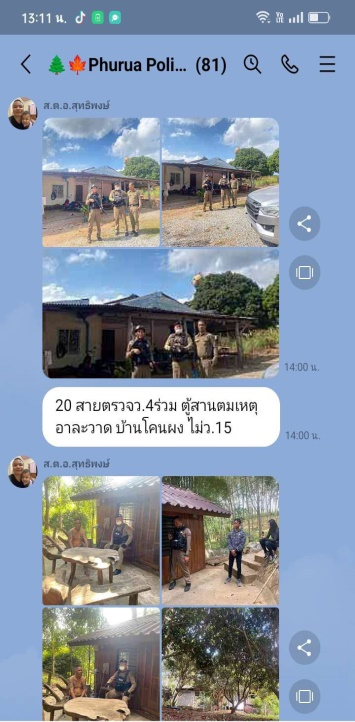 13:11 น.
Phurua Poli... (81)
ส.ต.อ.สุทธิพงษ์
14:00 น.
20 สายตรวจว.4ร่วม ตู้สานตมเหตุ
อาละวาด บ้านโคนผง ไม่ว.15
14:00 น.
ส.ต.อ.สุทธิพงษ์